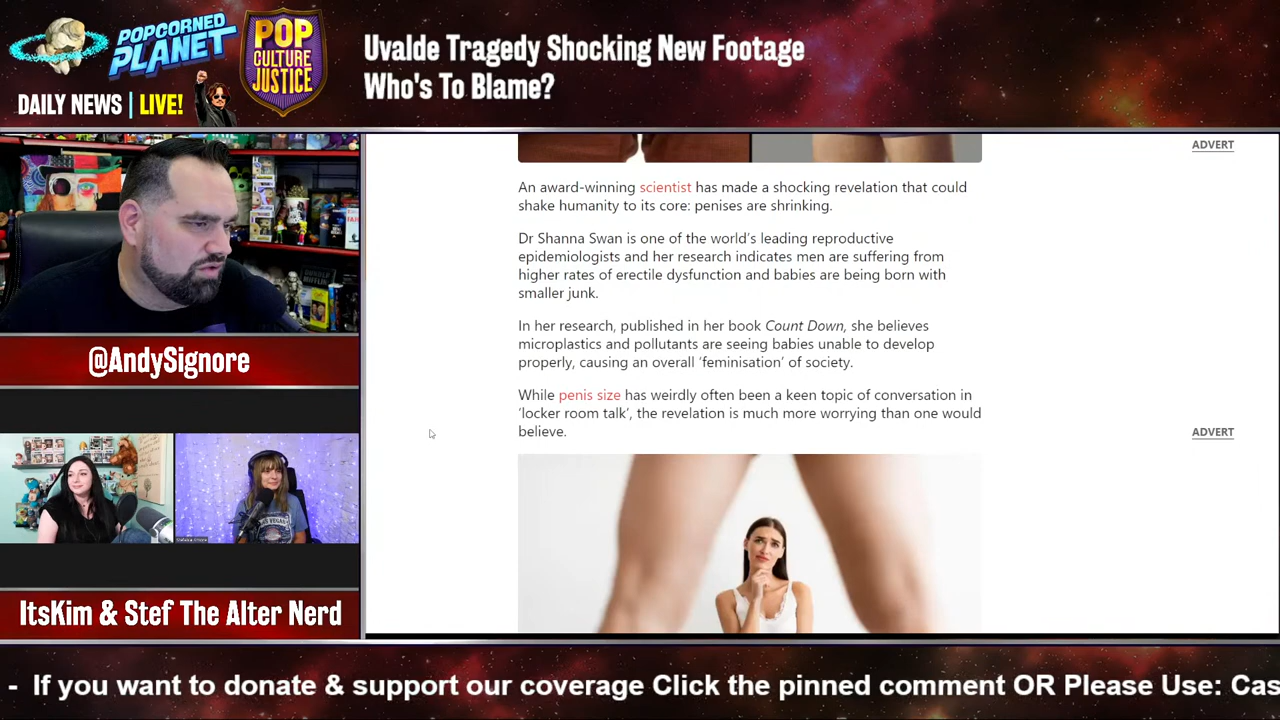 POPCORNED
PLANET
DAILY NEWS | LIVE!
POP
CULTURE
JUSTICE
Uvalde Tragedy Shocking New Footage
Who's To Blame?
ADVERT
An award-winning scientist has made a shocking revelation that could
shake humanity to its core: penises are shrinking.
Dr Shanna Swan is one of the world's leading reproductive
epidemiologists and her research indicates men are suffering from
higher rates of erectile dysfunction and babies are being born with
smaller junk.
In her research, published in her book Count Down, she believes
microplastics and pollutants are seeing babies unable to develop
properly, causing an overall 'feminisation' of society.
While penis size has weirdly often been a keen topic of conversation in
'locker room talk', the revelation is much more worrying than one would
believe.
ADVERT
@AndySignore
ItsKim & Stef The Alter Nerd
- If you want to donate & support our coverage Click the pinned comment OR Please Use: Cas